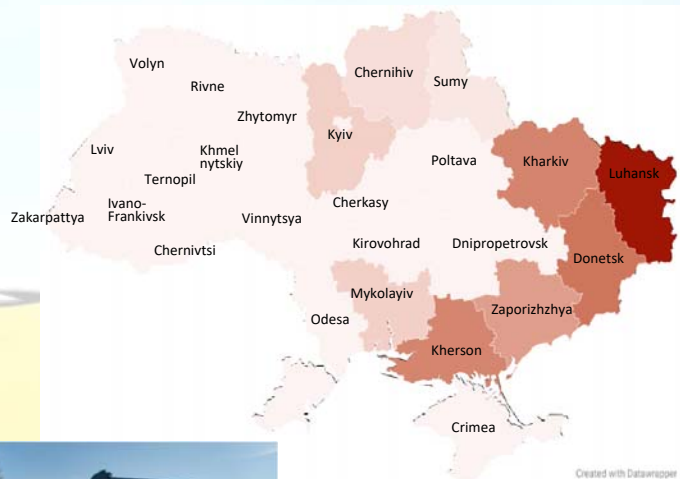 Volyn
Rivne
Chernihiv
Sumy
Zhytomyr
Kyiv
Lviv
Khmel
nytskiy
Ternopil
Poltava
Kharkiv
Luhansk
Zakarpattya
Ivano-
Frankivsk
Cherkasy
Vinnytsya
Chernivtsi
Kirovohrad
Dnipropetrovsk
Donetsk
Mykolayiv
Zaporizhzhya
Odesa
Kherson
Crimea
Created with Datawrapper